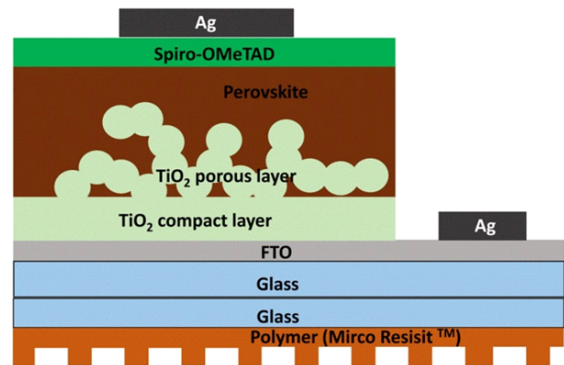 Ag
Spiro-OMeTAD
Perovskite
TiO₂ porous layer
TiO₂ compact layer
Ag
FTO
Glass
Glass
Polymer (Mirco Resisit ™)